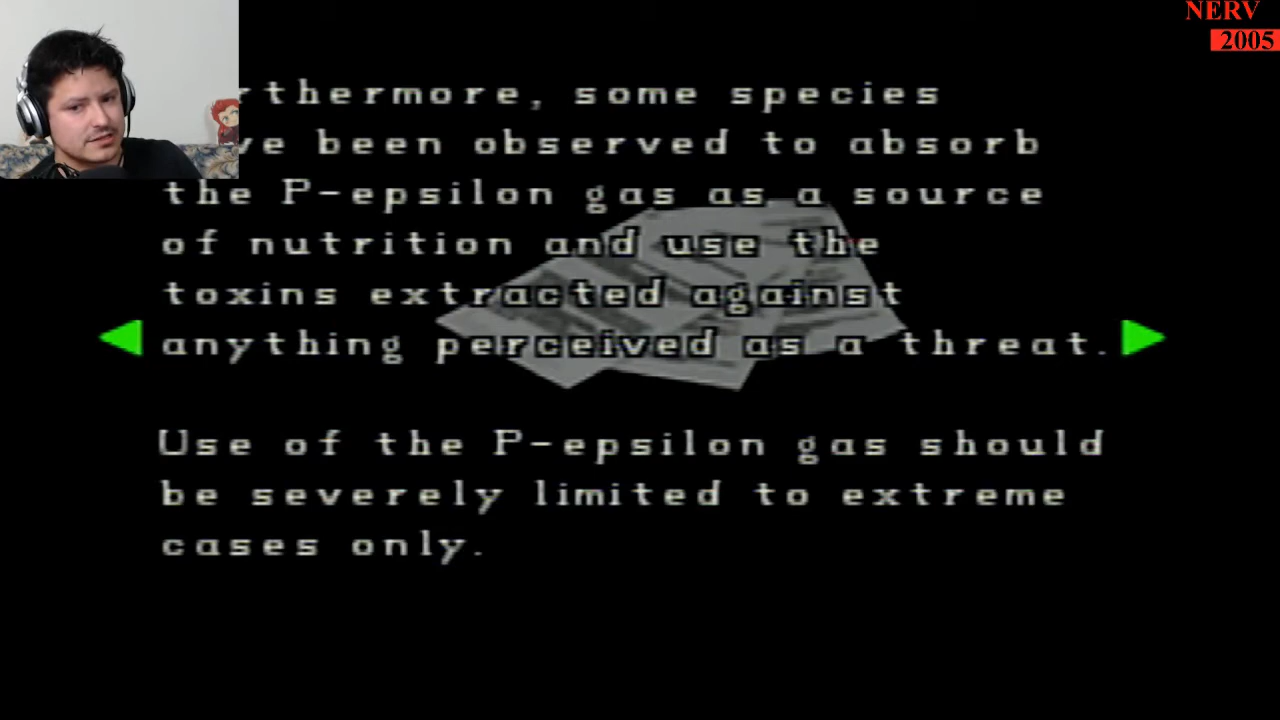 NERV
2005
rthermore, some species
ve been observed to absorb
the P-epsilon gas as a source
of nutrition and use the
toxins extracted against
anything perceived as a threat.
Use of the P-epsilon gas should
be severely limited to extreme
cases only.